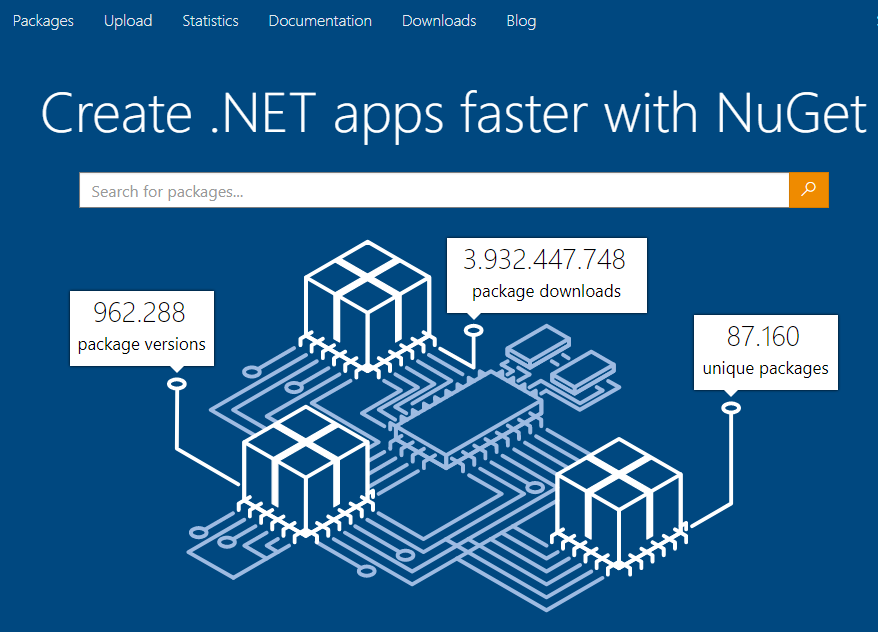 Packages Upload Statistics Documentation Downloads Blog
Create .NET apps faster with NuGet
Search for packages...
3.932.447.748
package downloads
962.288
package versions
87.160
unique packages